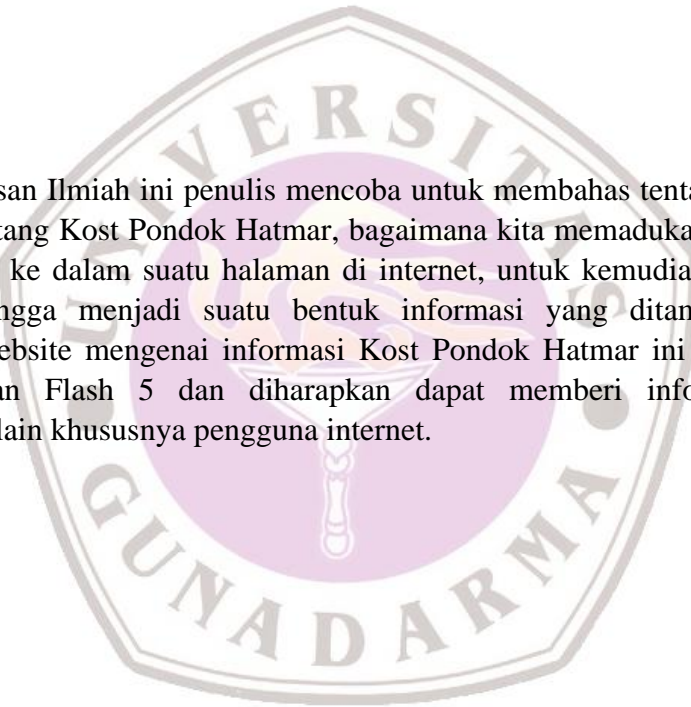 UNIVERSITAS
san Ilmiah ini penulis mencoba untuk membahas tenta
tang Kost Pondok Hatmar, bagaimana kita memaduka
ke dalam suatu halaman di internet, untuk kemudia
ngga menjadi suatu bentuk informasi yang ditam
ebsite mengenai informasi Kost Pondok Hatmar ini
an Flash 5 dan diharapkan dapat memberi info
lain khususnya pengguna internet.
GUNADARMA